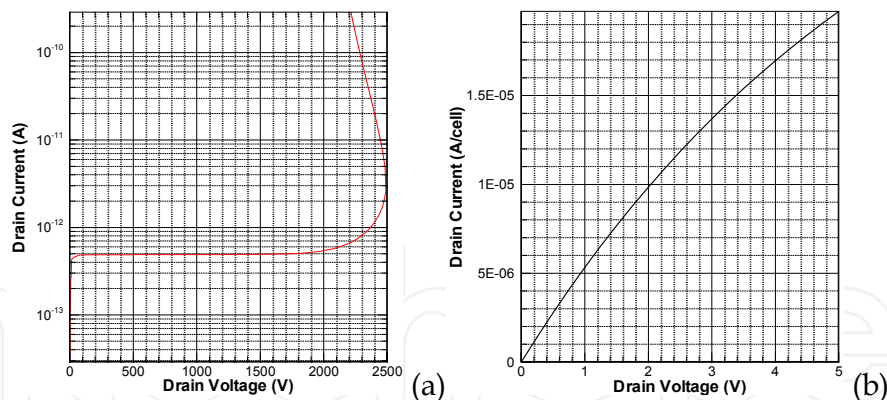 10⁻¹⁰
10⁻¹¹
10⁻¹²
10⁻¹³
Drain Current (A)
0 500 1000 1500 2000 2500
Drain Voltage (V)
(a)
1.5E-05
1E-05
5E-06
0
Drain Current (A/cell)
0 1 2 3 4 5
Drain Voltage (V)
(b)